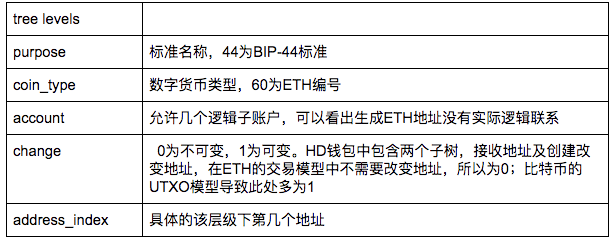 tree levels
purpose 标准名称，44为BIP-44标准
coin_type 数字货币类型，60为ETH编号
account 允许几个逻辑子账户，可以看出生成ETH地址没有实际逻辑联系
change 0为不可变，1为可变。HD钱包中包含两个子树，接收地址及创建改
变地址，在ETH的交易模型中不需要改变地址，所以为0；比特币的
UTXO模型导致此处多为1
address_index 具体的该层级下第几个地址